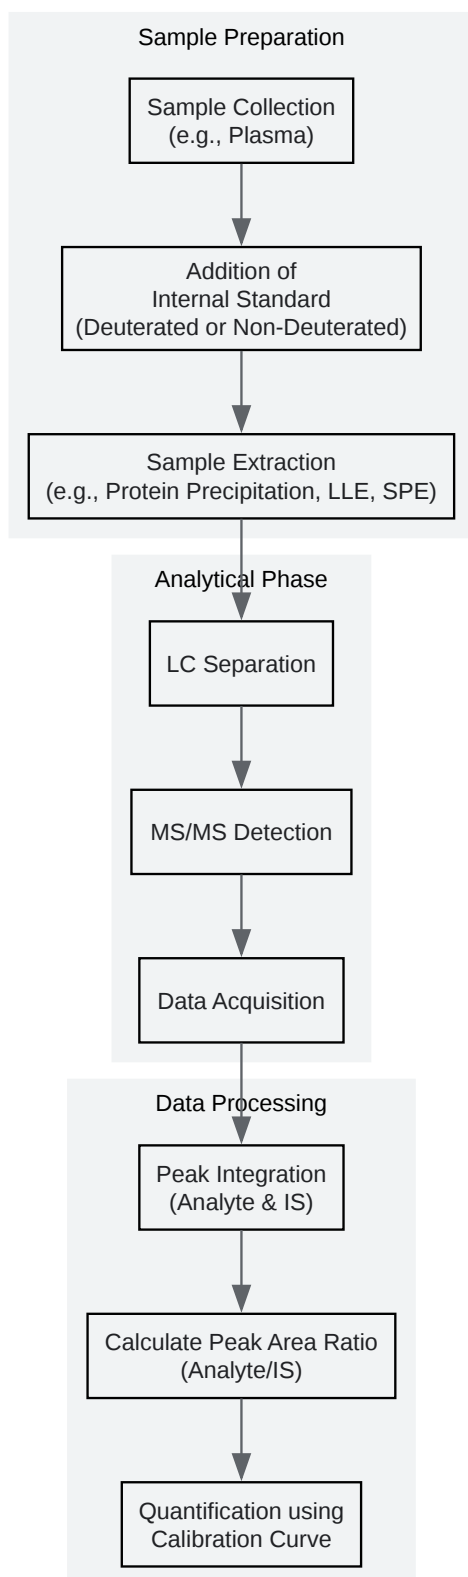 Sample Preparation
Sample Collection
(e.g., Plasma)
Addition of
Internal Standard
(Deuterated or Non-Deuterated)
Sample Extraction
(e.g., Protein Precipitation, LLE, SPE)
Analytical Phase
LC Separation
MS/MS Detection
Data Acquisition
Data Processing
Peak Integration
(Analyte & IS)
Calculate Peak Area Ratio
(Analyte/IS)
Quantification using
Calibration Curve